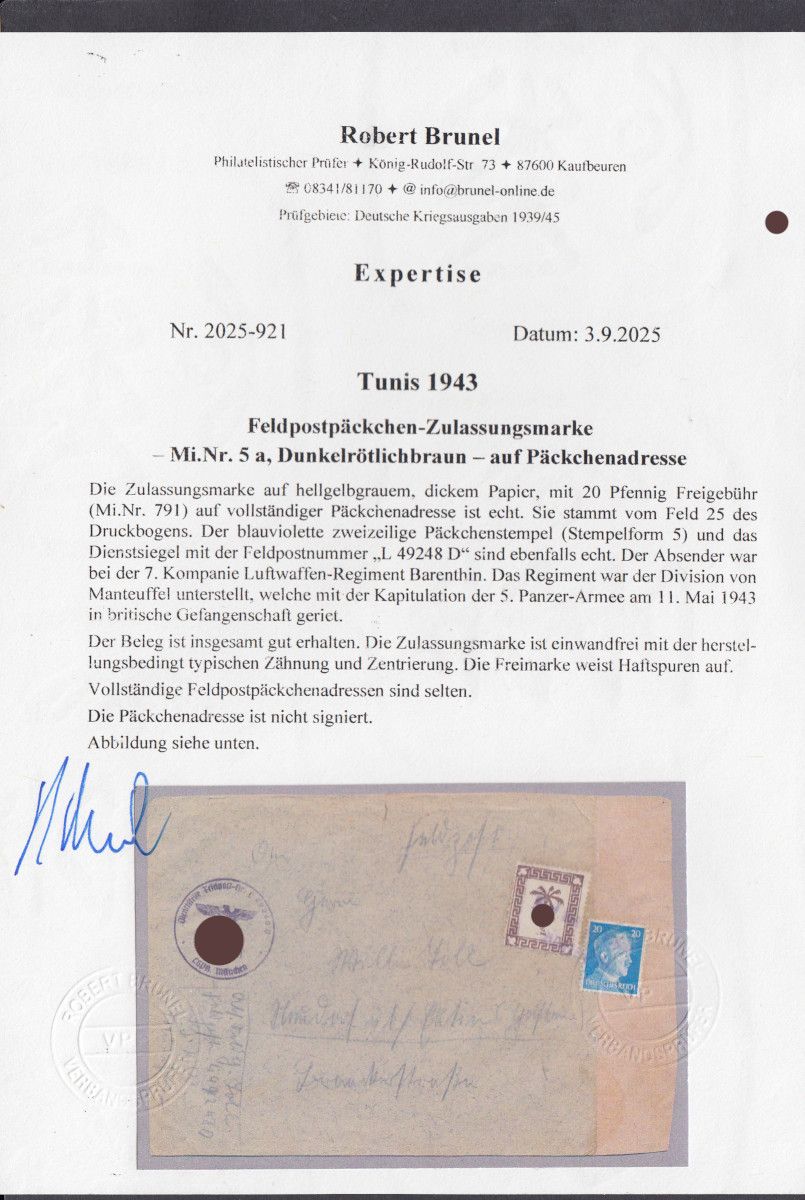 Robert Brunel
Philatelistischer Prüfer ✦ König-Rudolf-Str 73 ✦ 87600 Kaufbeuren
☏ 08341/81170 ✦ @ info@brunel-online.de
Prüfgebiete: Deutsche Kriegsausgaben 1939/45
Expertise
Nr. 2025-921 Datum: 3.9.2025
Tunis 1943
Feldpostpäckchen-Zulassungsmarke
– Mi.Nr. 5 a, Dunkelrötlichbraun – auf Päckchenadresse
Die Zulassungsmarke auf hellgelbgrauem, dickem Papier, mit 20 Pfennig Freigebühr
(Mi.Nr. 791) auf vollständiger Päckchenadresse ist echt. Sie stammt vom Feld 25 des
Druckbogens. Der blauviolette zweizeilige Päckchenstempel (Stempelform 5) und das
Dienstsiegel mit der Feldpostnummer „L 49248 D“ sind ebenfalls echt. Der Absender war
bei der 7. Kompanie Luftwaffen-Regiment Barenthin. Das Regiment war der Division von
Manteuffel unterstellt, welche mit der Kapitulation der 5. Panzer-Armee am 11. Mai 1943
in britische Gefangenschaft geriet.
Der Beleg ist insgesamt gut erhalten. Die Zulassungsmarke ist einwandfrei mit der herstel-
lungsbedingt typischen Zähnung und Zentrierung. Die Freimarke weist Haftspuren auf.
Vollständige Feldpostpäckchenadressen sind selten.
Die Päckchenadresse ist nicht signiert.
Abbildung siehe unten.
Feldpost
20 20
DEUTSCHES REICH
München
ROBERT BRUNEL
VP
VERBANDSPRÜFER
BRUNEL
VP
VERBANDSPRÜFER